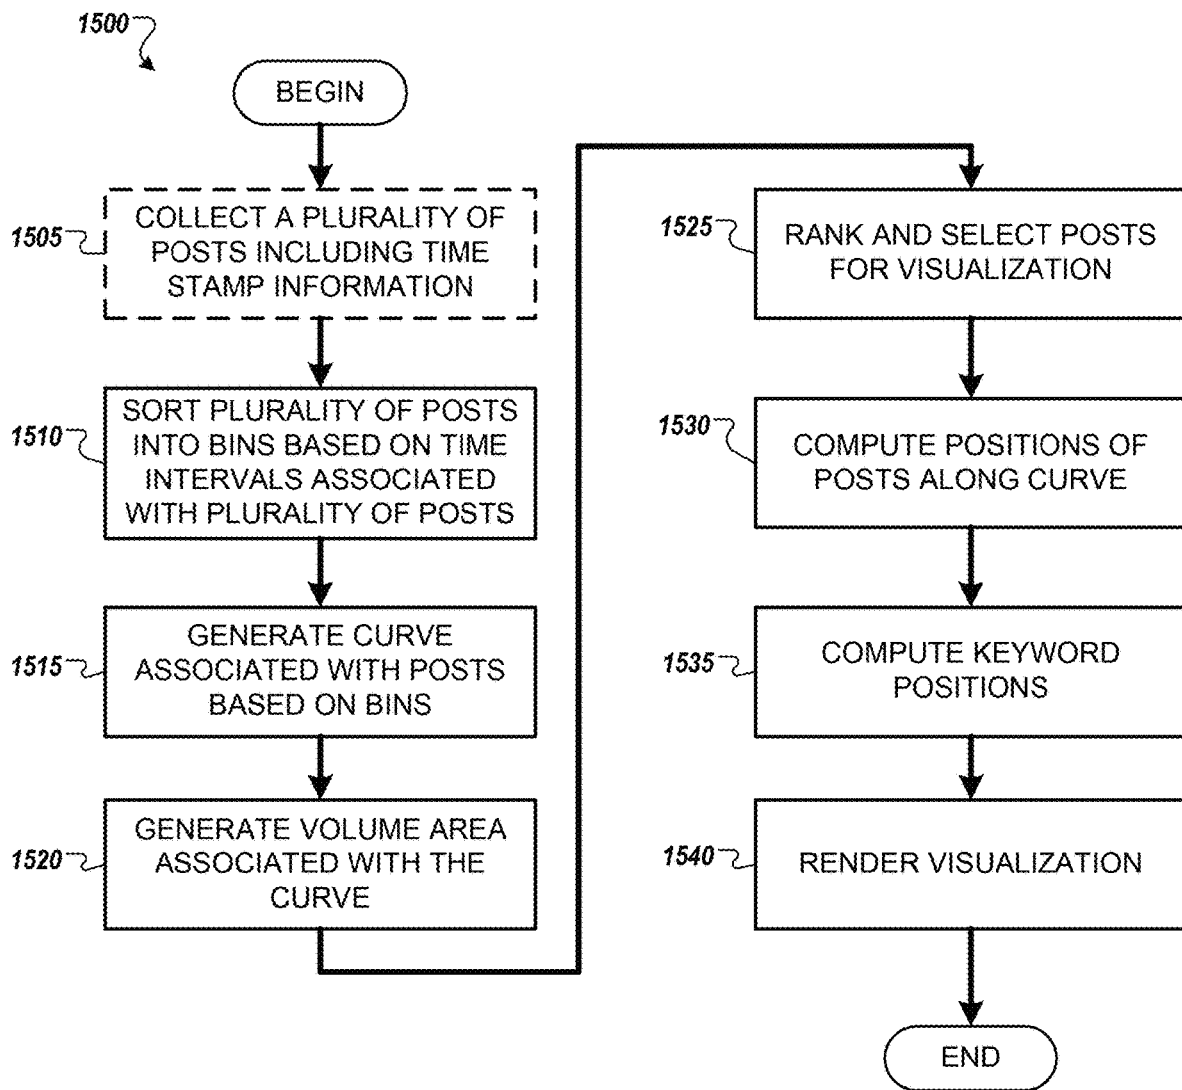 1500
BEGIN
1505
COLLECT A PLURALITY OF
POSTS INCLUDING TIME
STAMP INFORMATION
1510
SORT PLURALITY OF POSTS
INTO BINS BASED ON TIME
INTERVALS ASSOCIATED
WITH PLURALITY OF POSTS
1515
GENERATE CURVE
ASSOCIATED WITH POSTS
BASED ON BINS
1520
GENERATE VOLUME AREA
ASSOCIATED WITH THE
CURVE
1525
RANK AND SELECT POSTS
FOR VISUALIZATION
1530
COMPUTE POSITIONS OF
POSTS ALONG CURVE
1535
COMPUTE KEYWORD
POSITIONS
1540
RENDER VISUALIZATION
END